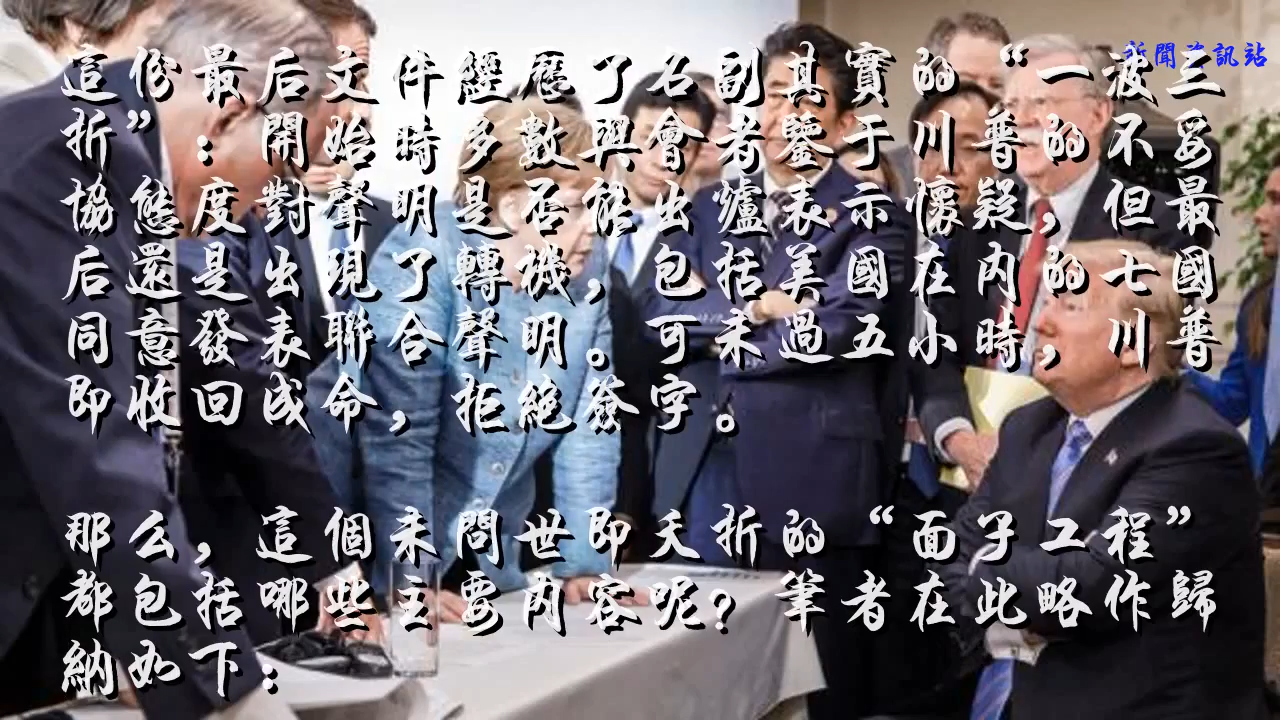 新聞資訊站
這份最后文件經歷了名副其實的“一波三
折”：開始時多數與會者鑒于川普的不妥
協態度對聲明是否能出爐表示懷疑，但最
后還是出現了轉機，包括美國在內的七國
同意發表聯合聲明。可未過五小時，川普
即收回成命，拒絕簽字。
那么，這個未問世即夭折的“面子工程”
都包括哪些主要內容呢？筆者在此略作歸
納如下：